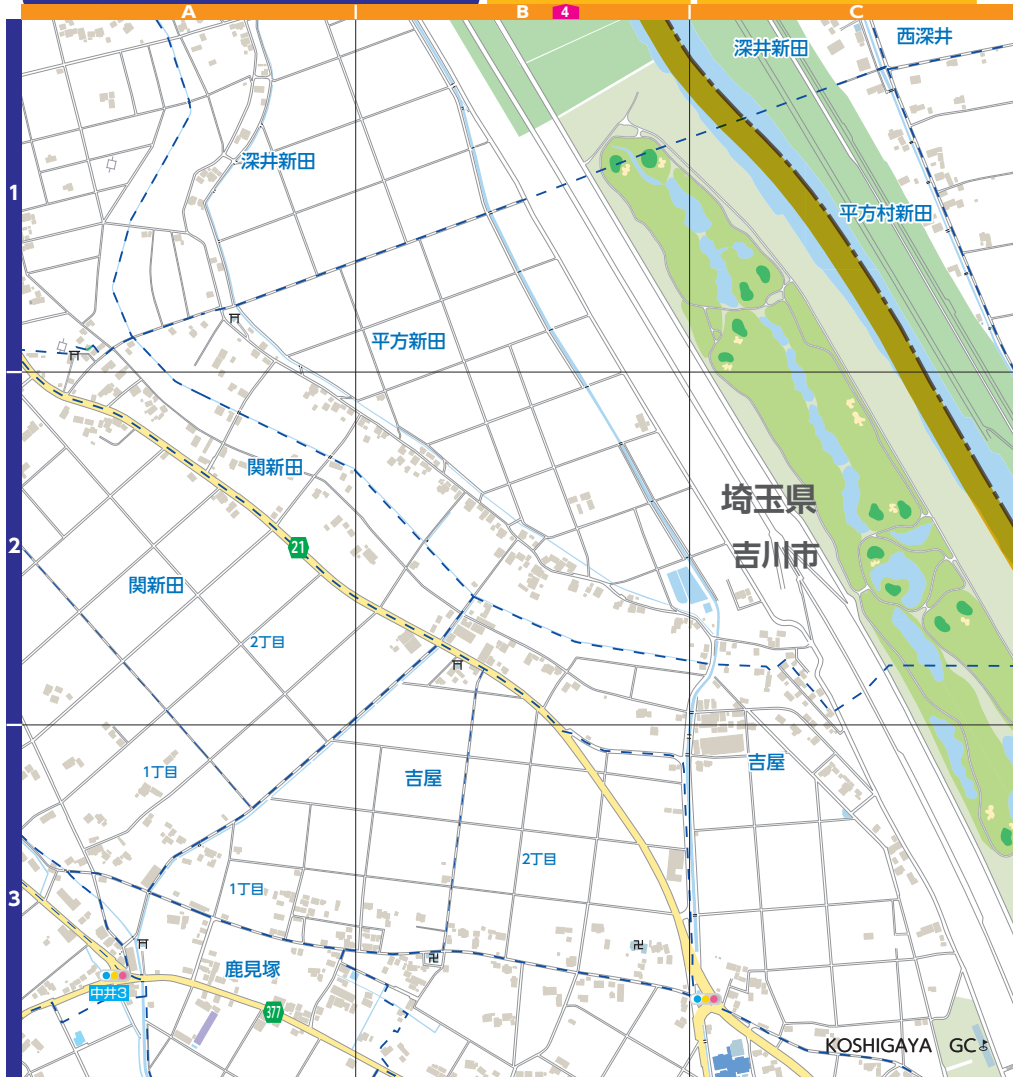 A
B
4
C
1
2
3
深井新田
西深井
深井新田
平方村新田
平方新田
関新田
埼玉県
吉川市
21
関新田
2丁目
1丁目
吉屋
吉屋
2丁目
1丁目
鹿見塚
中井3
377
KOSHIGAYA GC